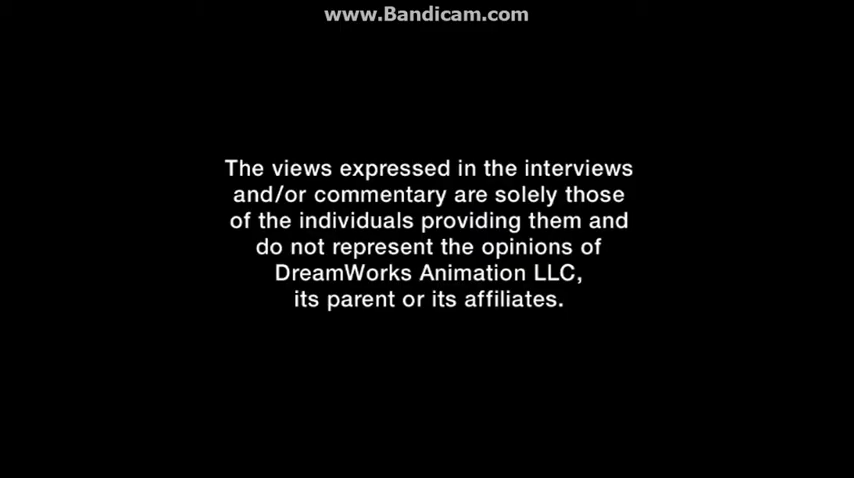 www.Bandicam.com
The views expressed in the interviews
and/or commentary are solely those
of the individuals providing them and
do not represent the opinions of
DreamWorks Animation LLC,
its parent or its affiliates.